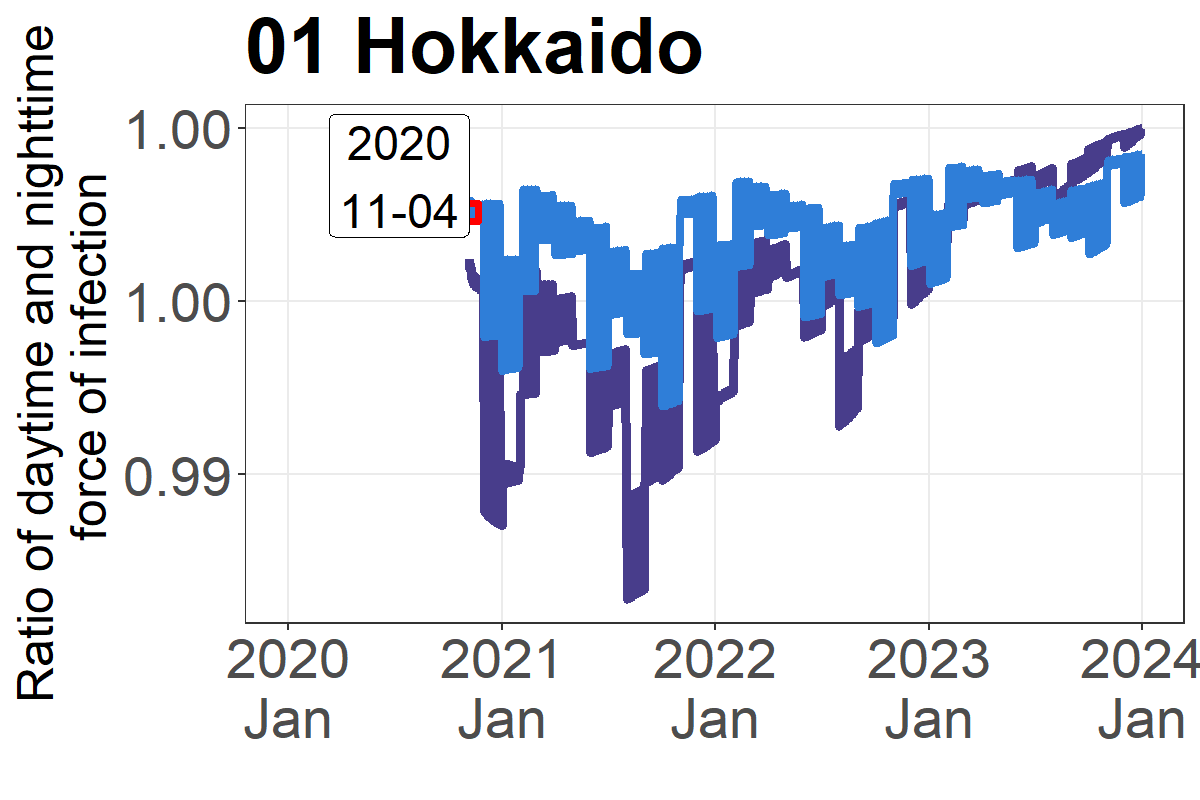 01 Hokkaido
Ratio of daytime and nighttime
force of infection
1.00
1.00
0.99
2020
11-04
2020 2021 2022 2023 2024
Jan Jan Jan Jan Jan